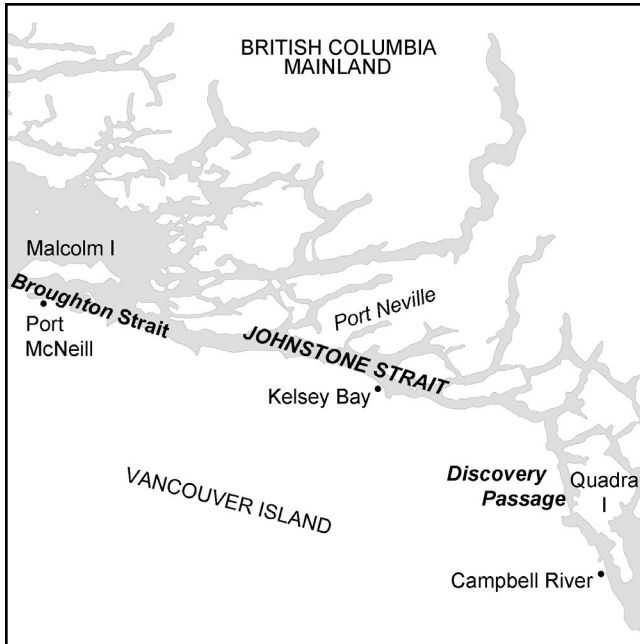 BRITISH COLUMBIA
MAINLAND
Malcolm I
Broughton Strait
Port
McNeill
Port Neville
JOHNSTONE STRAIT
Kelsey Bay
VANCOUVER ISLAND
Discovery
Passage
Quadra
I
Campbell River